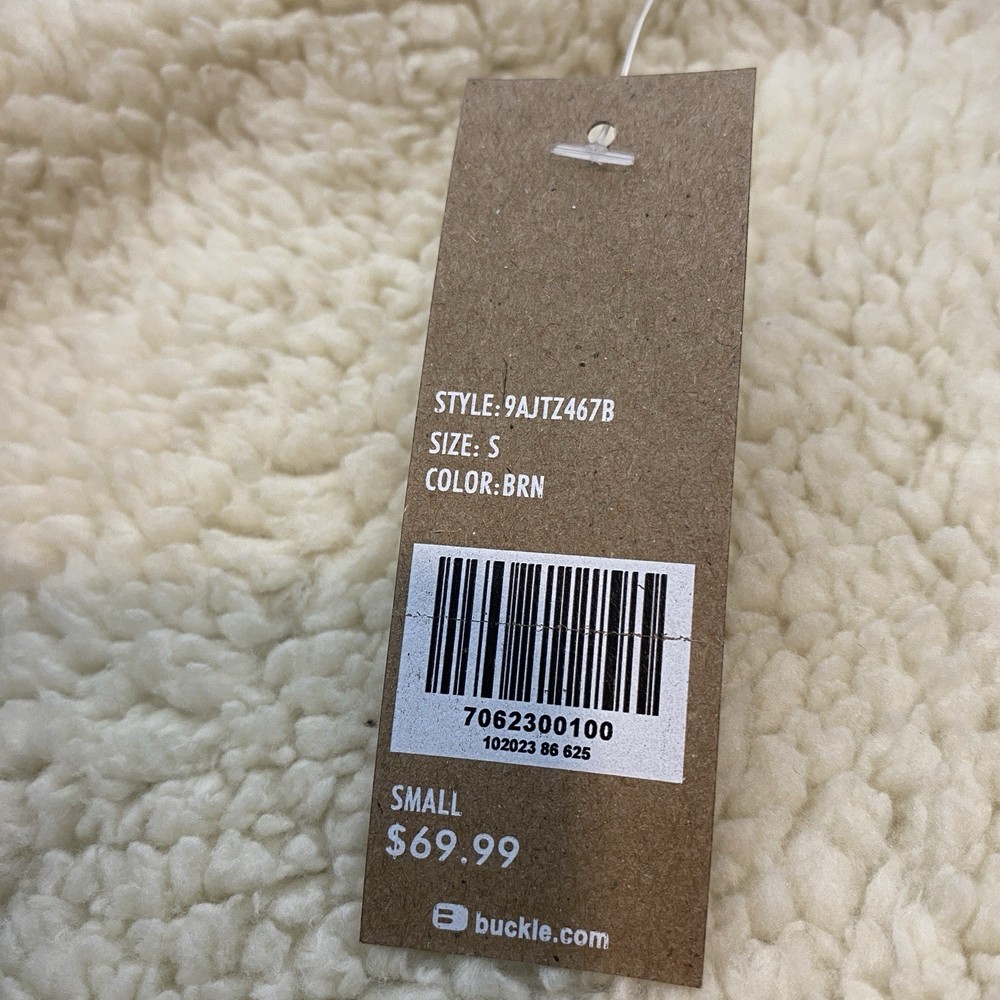 STYLE: 9AJTZ467B
SIZE: S
COLOR: BRN
7062300100
102023 86 625
SMALL
$69.99
B buckle.com